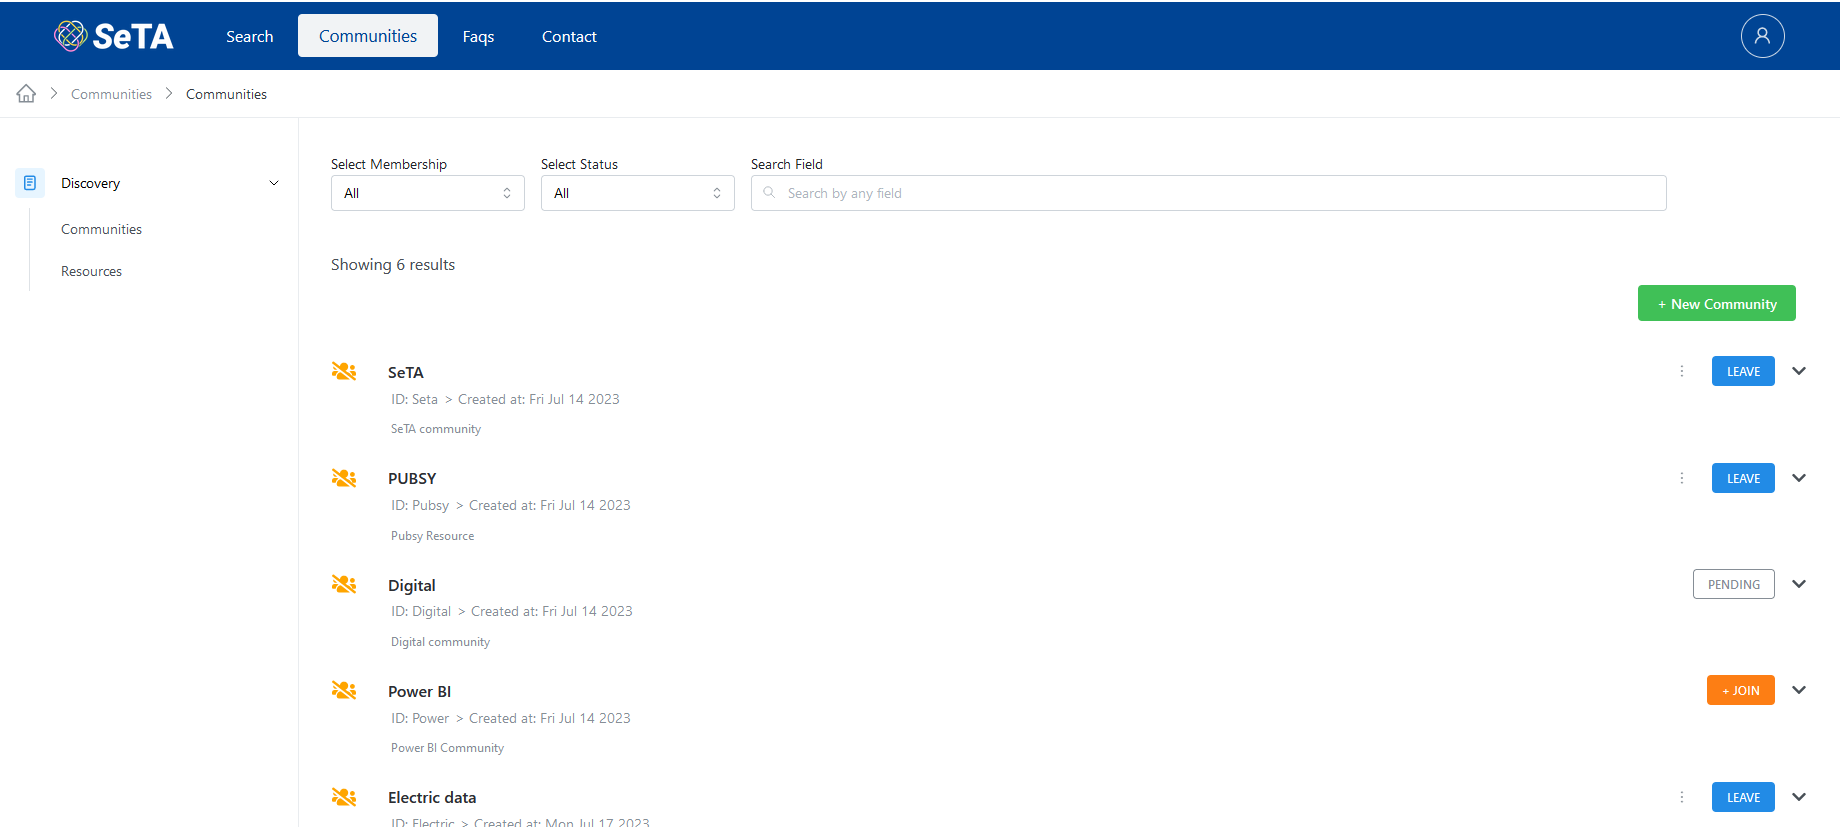 SeTA
Search
Communities
Faqs
Contact
Communities
Communities
Discovery
Communities
Resources
Select Membership
All
Select Status
All
Search Field
Search by any field
Showing 6 results
+ New Community
SeTA
LEAVE
ID: Seta > Created at: Fri Jul 14 2023
SeTA community
PUBSY
LEAVE
ID: Pubsy > Created at: Fri Jul 14 2023
Pubsy Resource
Digital
PENDING
ID: Digital > Created at: Fri Jul 14 2023
Digital community
Power BI
+ JOIN
ID: Power > Created at: Fri Jul 14 2023
Power BI Community
Electric data
LEAVE
ID: Electric > Created at: Mon Jul 17 2023